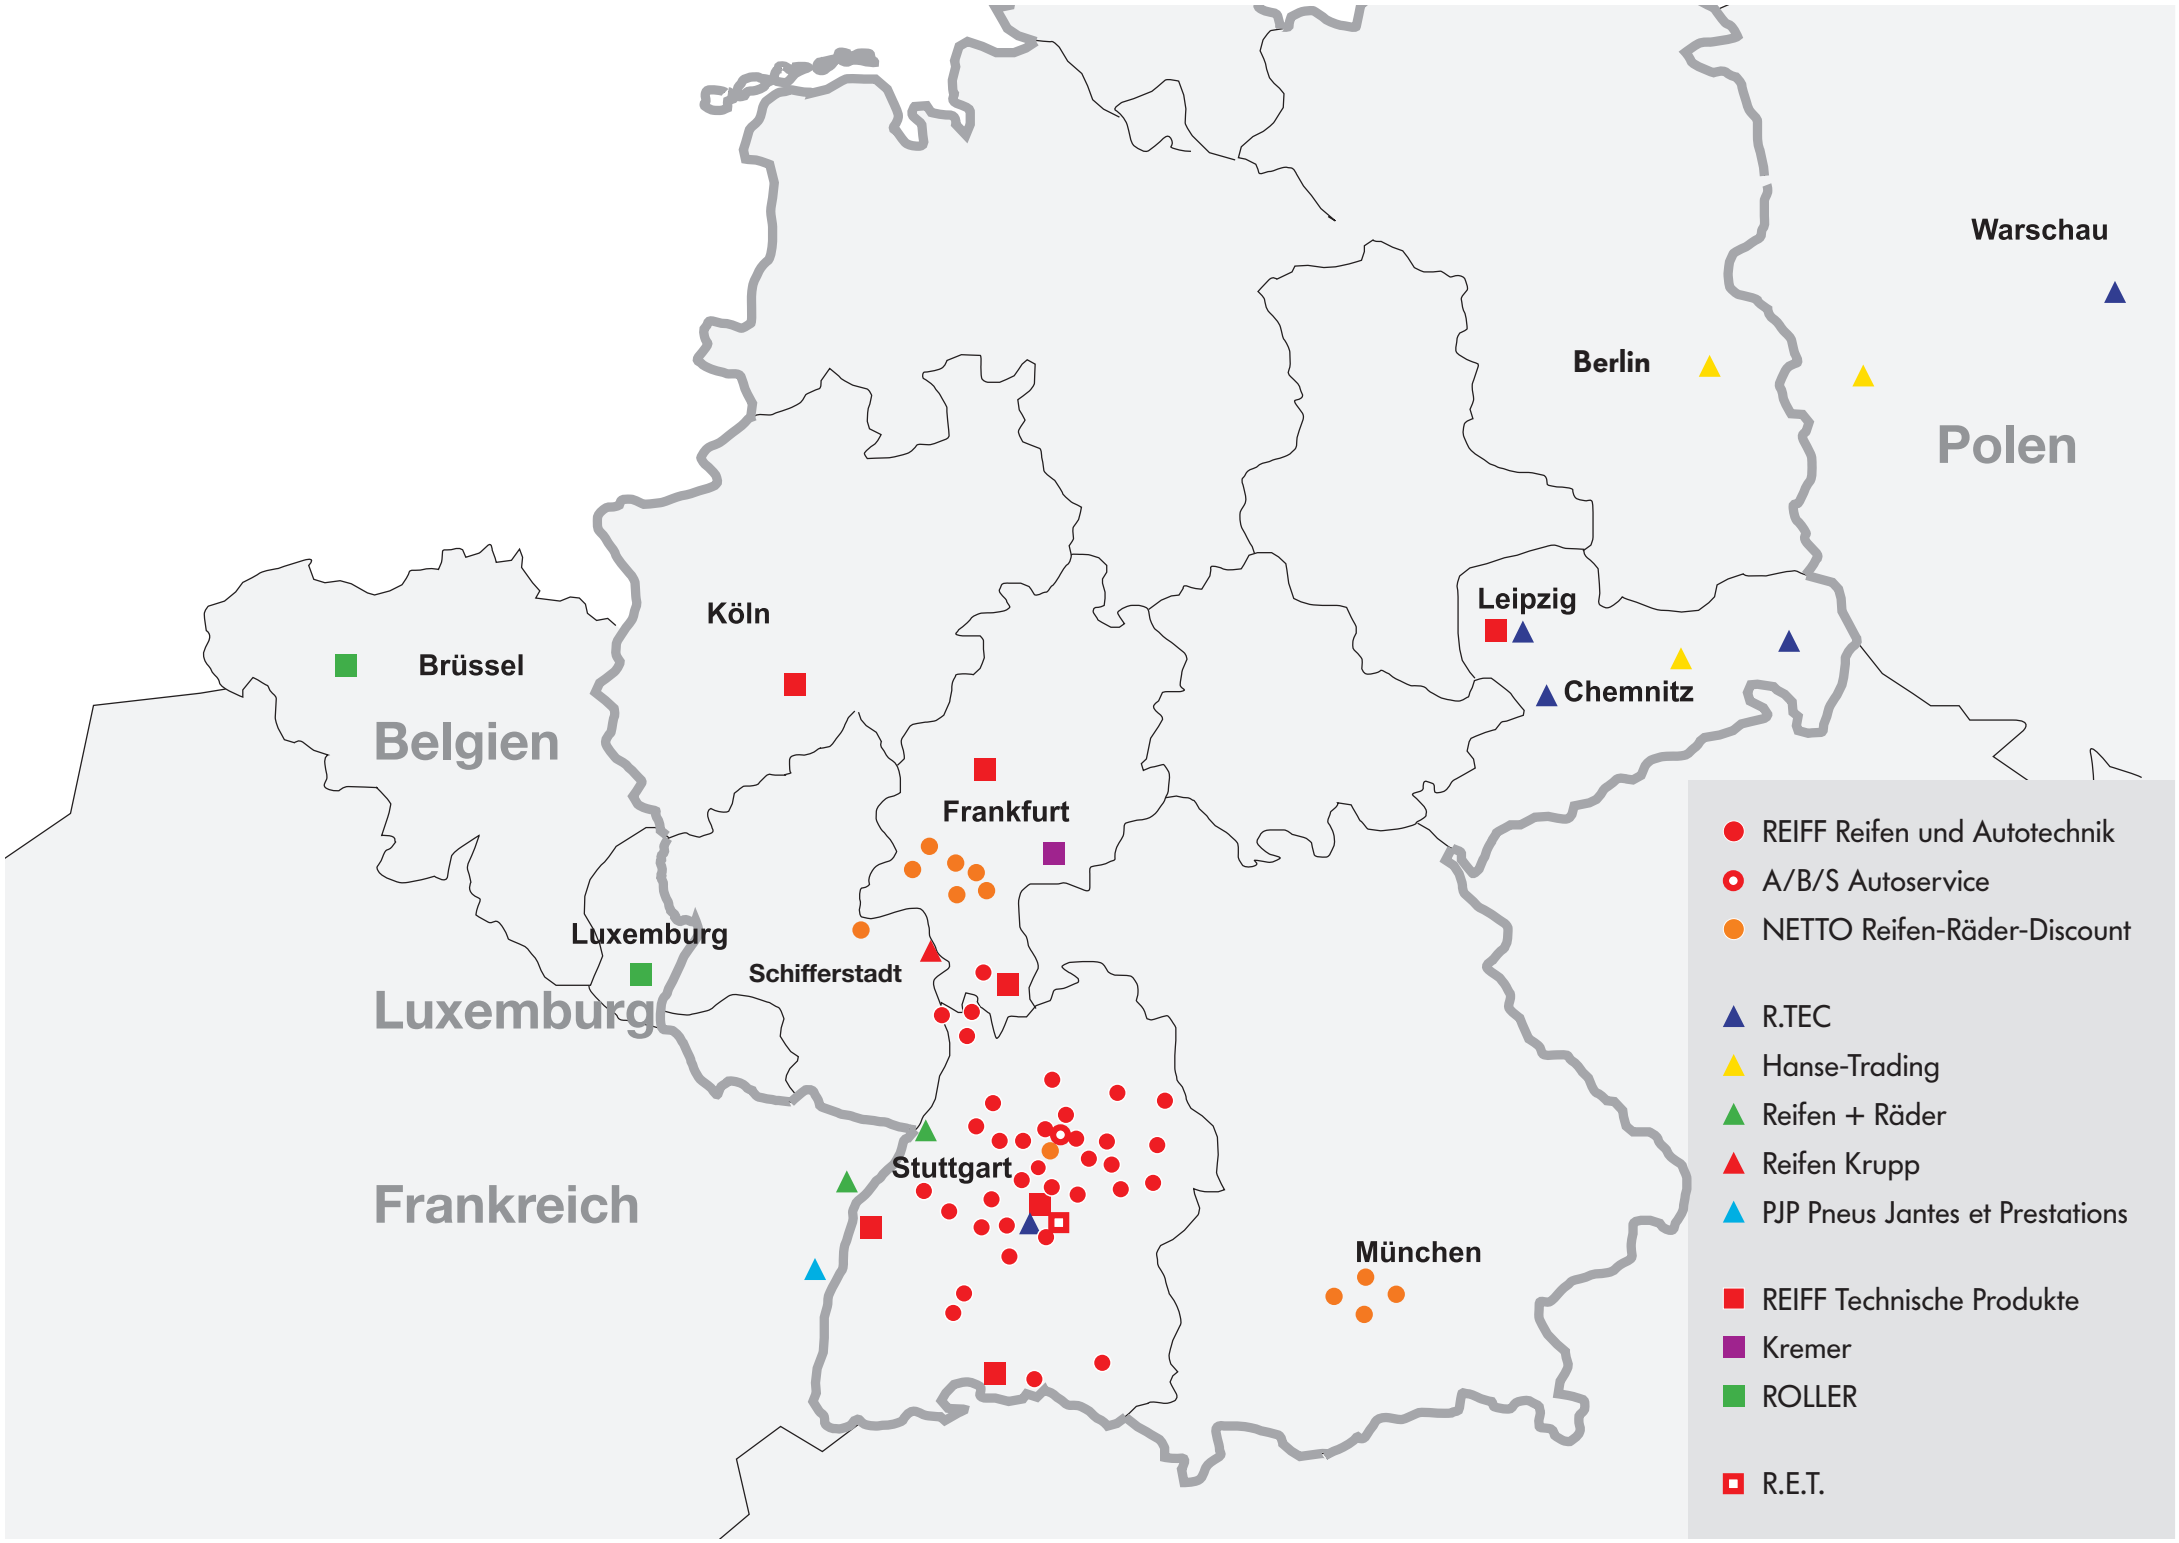 Warschau
Berlin
Polen
Leipzig
Köln
Brüssel
Chemnitz
Belgien
Frankfurt
Luxemburg
Schifferstadt
Luxemburg
Stuttgart
Frankreich
München
REIFF Reifen und Autotechnik
A/B/S Autoservice
NETTO Reifen-Räder-Discount
R.TEC
Hanse-Trading
Reifen + Räder
Reifen Krupp
PJP Pneus Jantes et Prestations
REIFF Technische Produkte
Kremer
ROLLER
R.E.T.